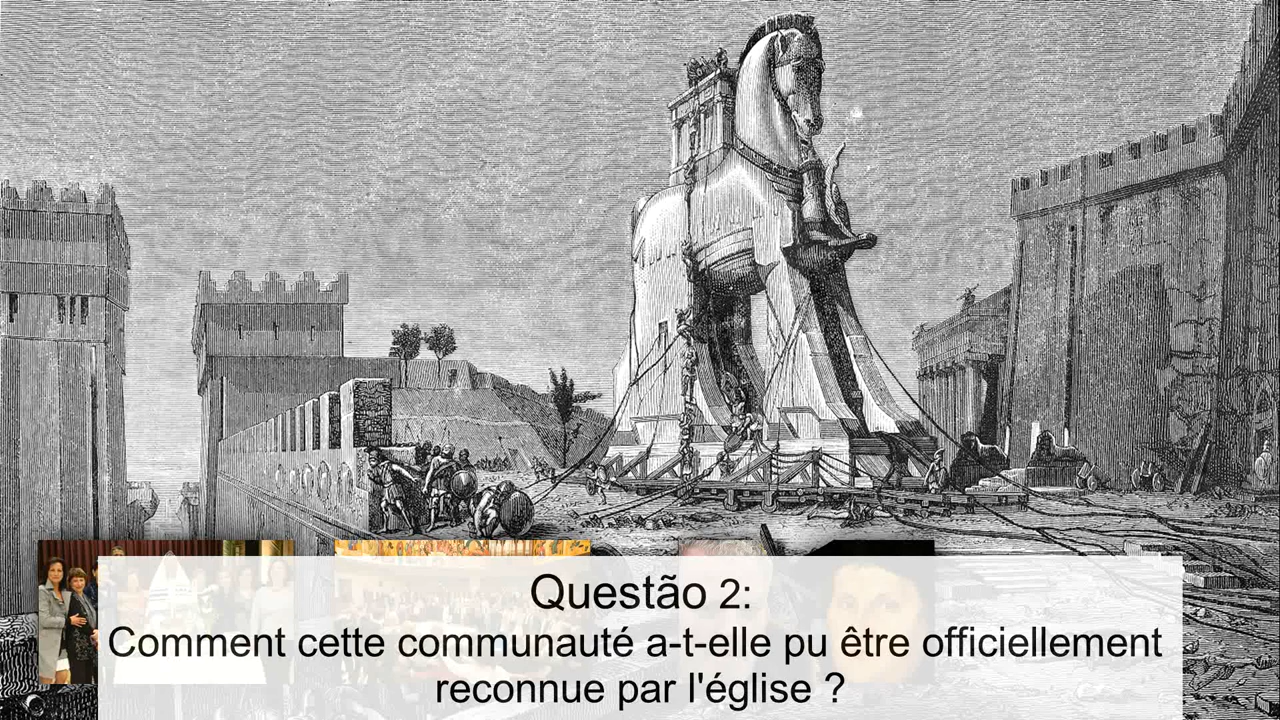 Questão 2:
Comment cette communauté a-t-elle pu être officiellement
reconnue par l'église ?